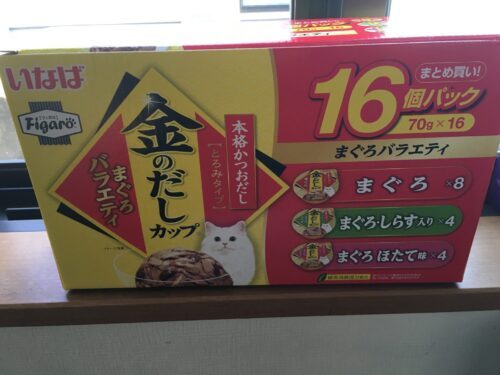 いなば
Figaro
金のだし
カップ
まぐろ
バラエティ
本格かつおだし
[とろみタイプ]
まとめ買い!
16個パック
70g×16
まぐろバラエティ
まぐろ ×8
まぐろ・しらす入り ×4
まぐろ ほたて味 ×4